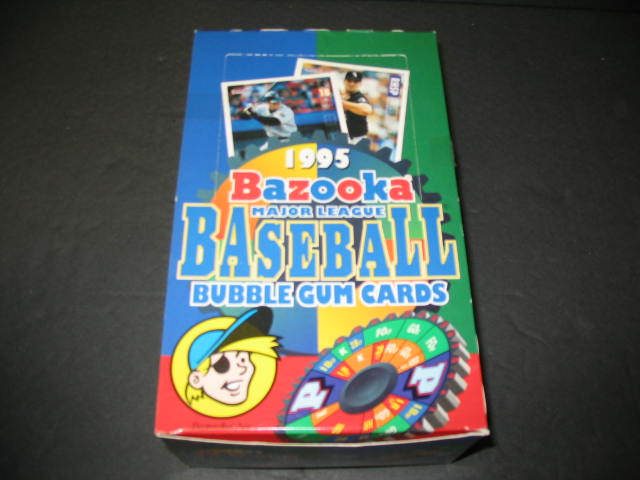 1995
Bazooka
MAJOR LEAGUE
BASEBALL
BUBBLE GUM CARDS
P
P